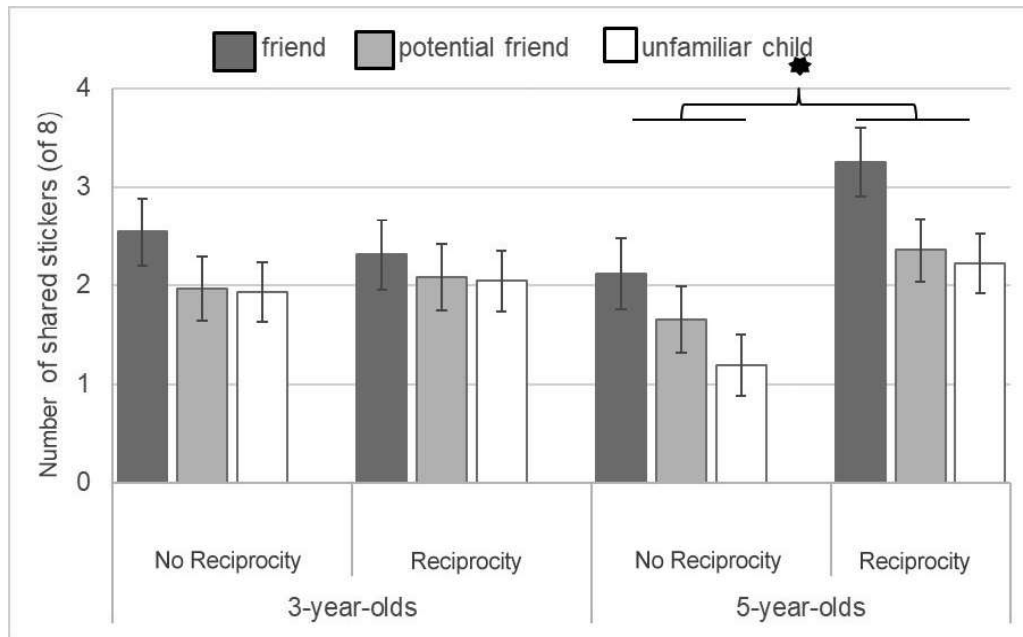 friend potential friend unfamiliar child
Number of shared stickers (of 8)
4
3
2
1
0
No Reciprocity Reciprocity No Reciprocity Reciprocity
3-year-olds 5-year-olds